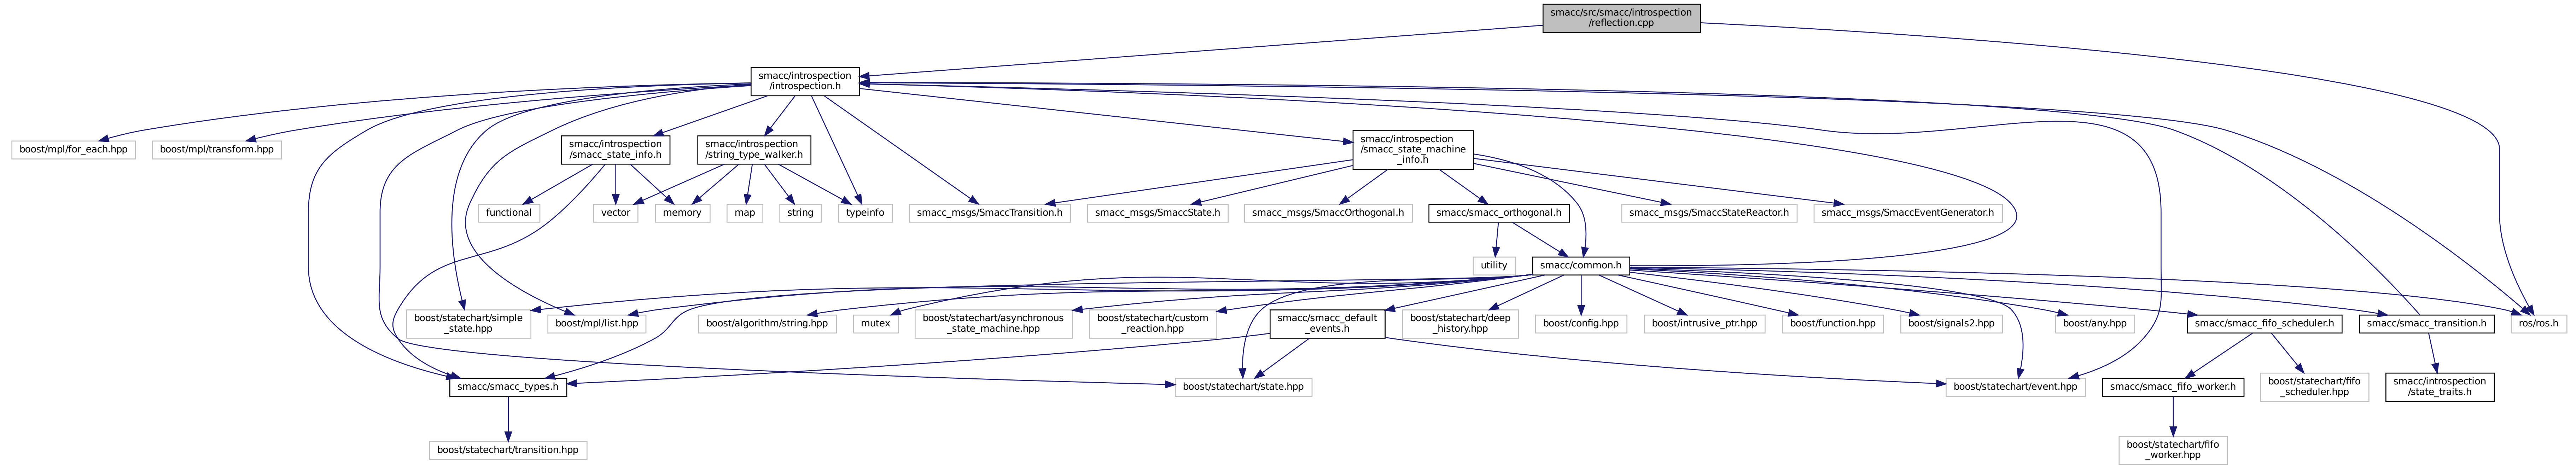 smacc/src/smacc/introspection
/reflection.cpp
smacc/introspection
/introspection.h
boost/mpl/for_each.hpp
boost/mpl/transform.hpp
smacc/introspection
/smacc_state_info.h
smacc/introspection
/string_type_walker.h
smacc/introspection
/smacc_state_machine
_info.h
functional
vector
memory
map
string
typeinfo
smacc_msgs/SmaccTransition.h
smacc_msgs/SmaccState.h
smacc_msgs/SmaccOrthogonal.h
smacc/smacc_orthogonal.h
smacc_msgs/SmaccStateReactor.h
smacc_msgs/SmaccEventGenerator.h
utility
smacc/common.h
boost/statechart/simple
_state.hpp
boost/mpl/list.hpp
boost/algorithm/string.hpp
mutex
boost/statechart/asynchronous
_state_machine.hpp
boost/statechart/custom
_reaction.hpp
smacc/smacc_default
_events.h
boost/statechart/deep
_history.hpp
boost/config.hpp
boost/intrusive_ptr.hpp
boost/function.hpp
boost/signals2.hpp
boost/any.hpp
smacc/smacc_fifo_scheduler.h
smacc/smacc_transition.h
ros/ros.h
smacc/smacc_types.h
boost/statechart/state.hpp
boost/statechart/event.hpp
smacc/smacc_fifo_worker.h
boost/statechart/fifo
_scheduler.hpp
smacc/introspection
/state_traits.h
boost/statechart/transition.hpp
boost/statechart/fifo
_worker.hpp